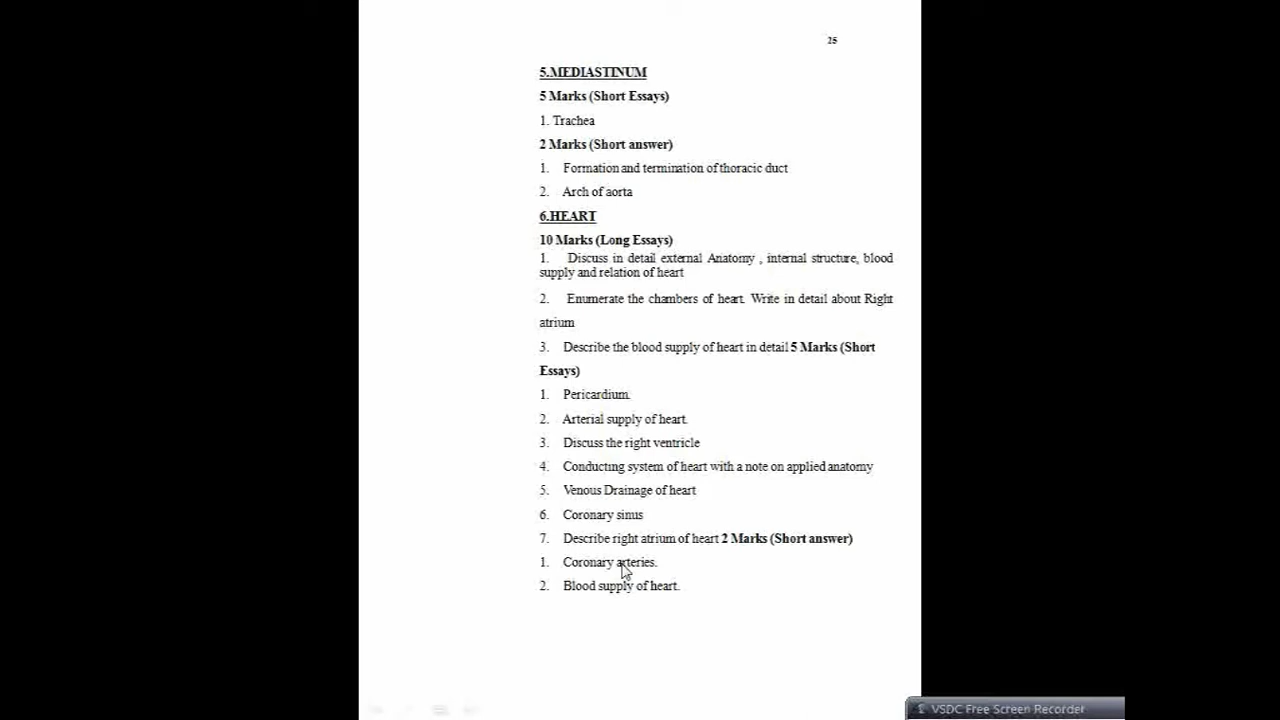 25
5.MEDIASTINUM
5 Marks (Short Essays)
1. Trachea
2 Marks (Short answer)
1. Formation and termination of thoracic duct
2. Arch of aorta
6.HEART
10 Marks (Long Essays)
1. Discuss in detail external Anatomy , internal structure, blood
supply and relation of heart
2. Enumerate the chambers of heart. Write in detail about Right
atrium
3. Describe the blood supply of heart in detail 5 Marks (Short
Essays)
1. Pericardium.
2. Arterial supply of heart.
3. Discuss the right ventricle
4. Conducting system of heart with a note on applied anatomy
5. Venous Drainage of heart
6. Coronary sinus
7. Describe right atrium of heart 2 Marks (Short answer)
1. Coronary arteries.
2. Blood supply of heart.
VSDC Free Screen Recorder